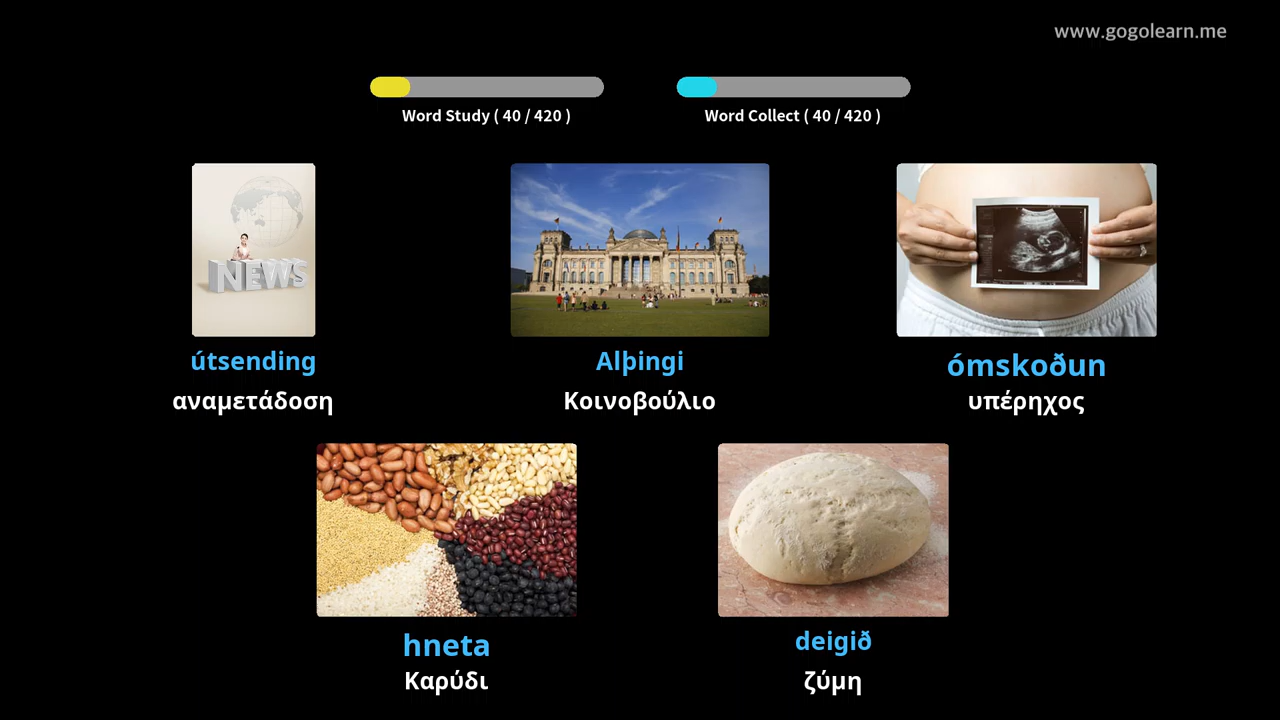 www.gogolearn.me
Word Study ( 40 / 420 )
Word Collect ( 40 / 420 )
NEWS
útsending
αναμετάδοση
Alþingi
Κοινοβούλιο
ómskoðun
υπέρηχος
hneta
Καρύδι
deigið
ζύμη